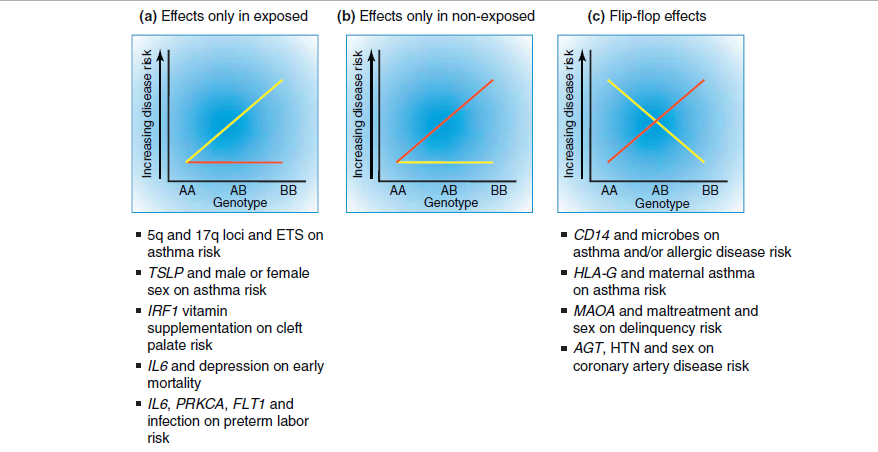 (a) Effects only in exposed
(b) Effects only in non-exposed
(c) Flip-flop effects
Increasing disease risk
AA AB BB
Genotype
Increasing disease risk
AA AB BB
Genotype
Increasing disease risk
AA AB BB
Genotype
▪ 5q and 17q loci and ETS on
asthma risk
▪ TSLP and male or female
sex on asthma risk
▪ IRF1 vitamin
supplementation on cleft
palate risk
▪ IL6 and depression on early
mortality
▪ IL6, PRKCA, FLT1 and
infection on preterm labor
risk
▪ CD14 and microbes on
asthma and/or allergic disease risk
▪ HLA-G and maternal asthma
on asthma risk
▪ MAOA and maltreatment and
sex on delinquency risk
▪ AGT, HTN and sex on
coronary artery disease risk